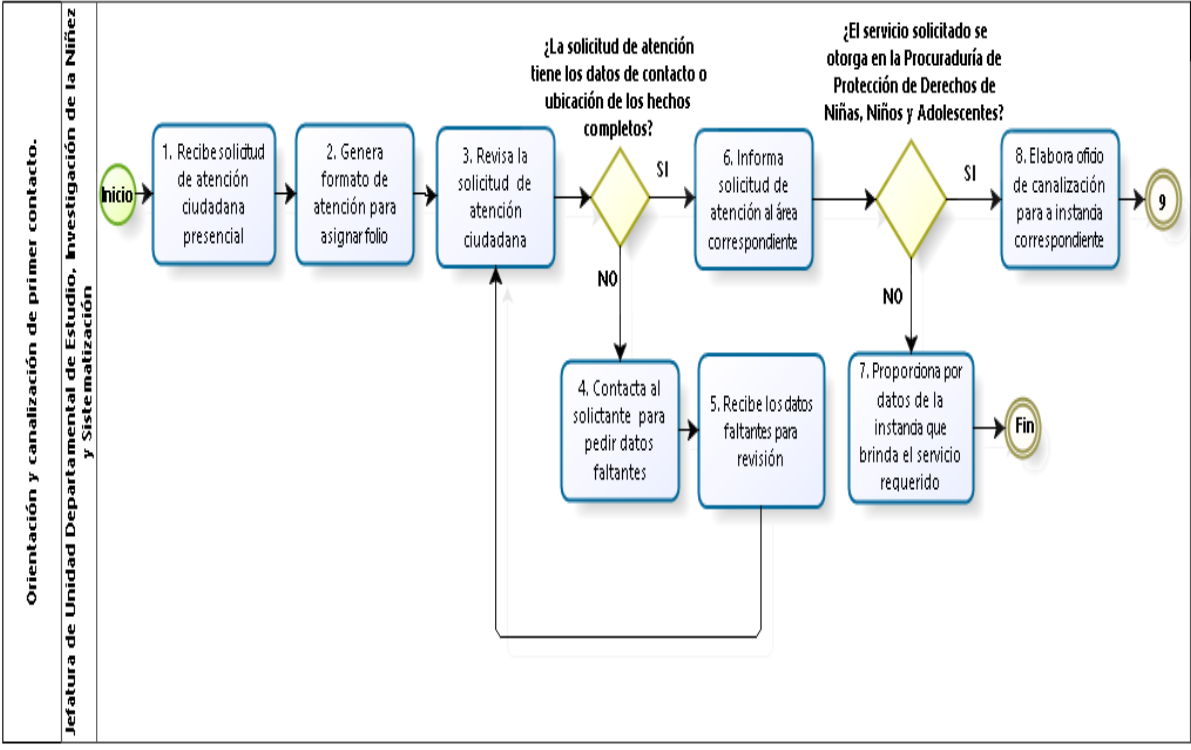 Orientación y canalización de primer contacto.
Jefatura de Unidad Departamental de Estudio, Investigación de la Niñez
y Sistematización
Inicio
1. Recibe solicitud
de atención
ciudadana
presencial
2. Genera
formato de
atención para
asignar folio
3. Revisa la
solicitud de
atención
ciudadana
¿La solicitud de atención
tiene los datos de contacto o
ubicación de los hechos
completos?
SI
NO
4. Contacta al
solictante para
pedir datos
faltantes
5. Recibe los datos
faltantes para
revisión
6. Informa
solicitud de
atención al área
correspondiente
¿El servicio solicitado se
otorga en la Procuraduría de
Protección de Derechos de
Niñas, Niños y Adolescentes?
SI
NO
7. Proporciona por
datos de la
instancia que
brinda el servicio
requerido
Fin
8. Elabora oficio
de canalización
para a instancia
correspondiente
9